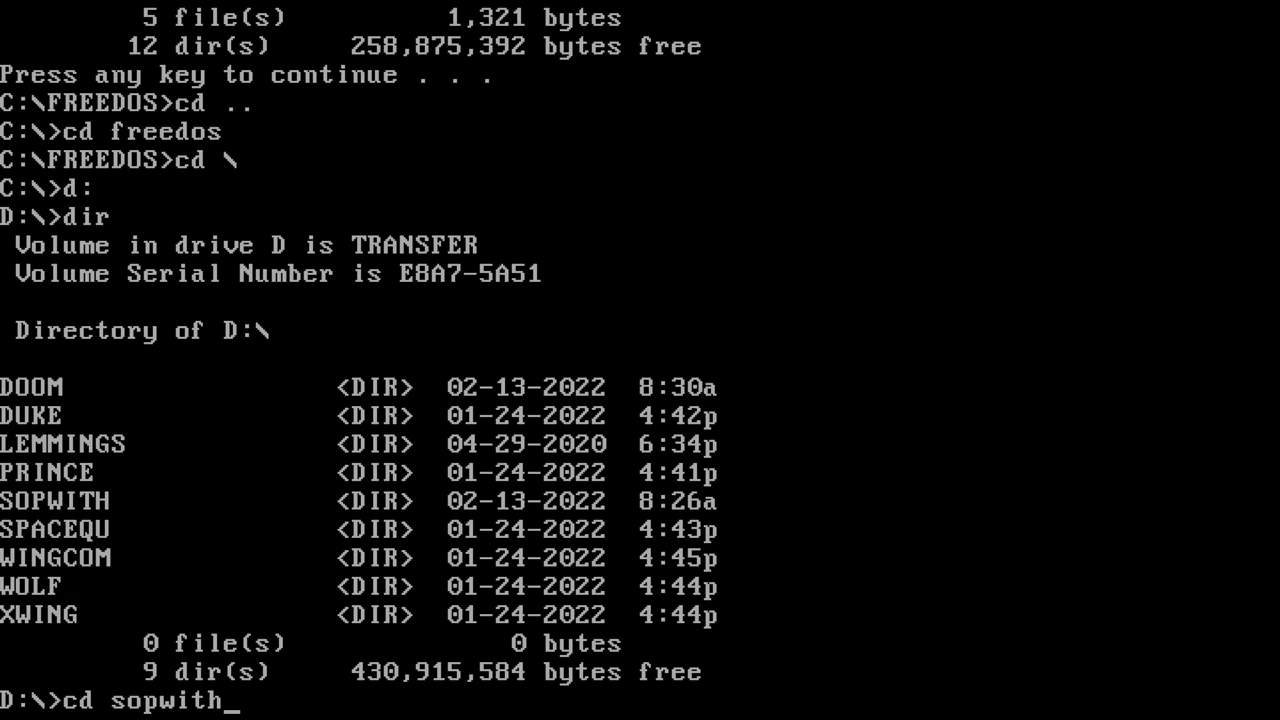 5 file(s) 1,321 bytes
12 dir(s) 258,875,392 bytes free
Press any key to continue . . .
C:\FREEDOS>cd ..
C:\>cd freedos
C:\FREEDOS>cd \
C:\>d:
D:\>dir
Volume in drive D is TRANSFER
Volume Serial Number is E8A7-5A51
Directory of D:\
DOOM <DIR> 02-13-2022 8:30a
DUKE <DIR> 01-24-2022 4:42p
LEMMINGS <DIR> 04-29-2020 6:34p
PRINCE <DIR> 01-24-2022 4:41p
SOPWITH <DIR> 02-13-2022 8:26a
SPACEQU <DIR> 01-24-2022 4:43p
WINGCOM <DIR> 01-24-2022 4:45p
WOLF <DIR> 01-24-2022 4:44p
XWING <DIR> 01-24-2022 4:44p
0 file(s) 0 bytes
9 dir(s) 430,915,584 bytes free
D:\>cd sopwith_